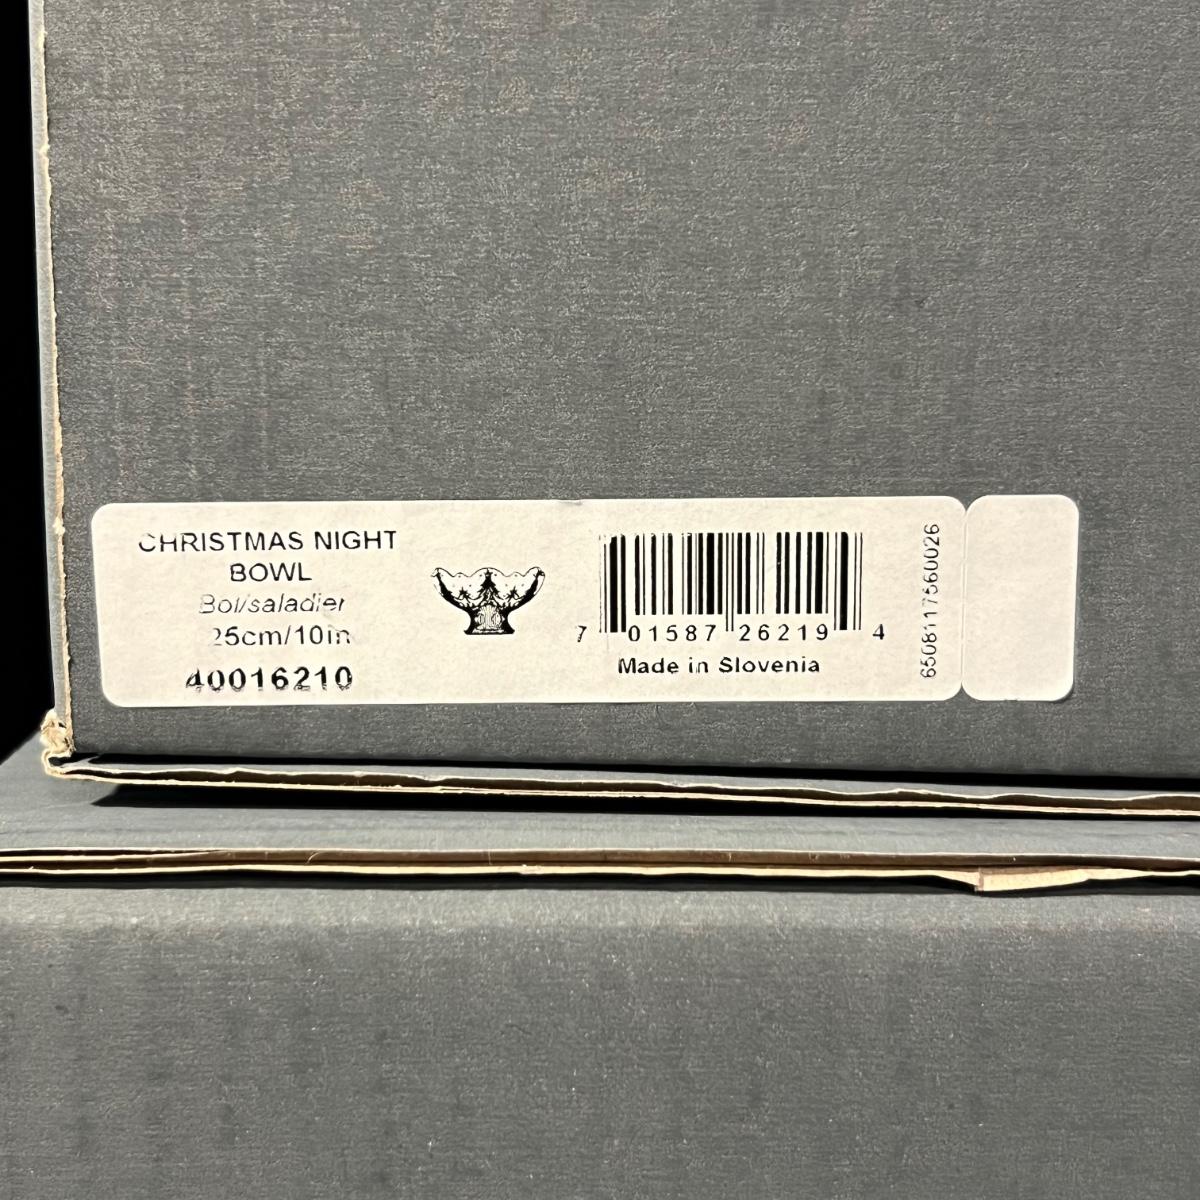 CHRISTMAS NIGHT
BOWL
Bol/saladier
25cm/10in
40016210
7 01587 26219 4
Made in Slovenia
6508117560026